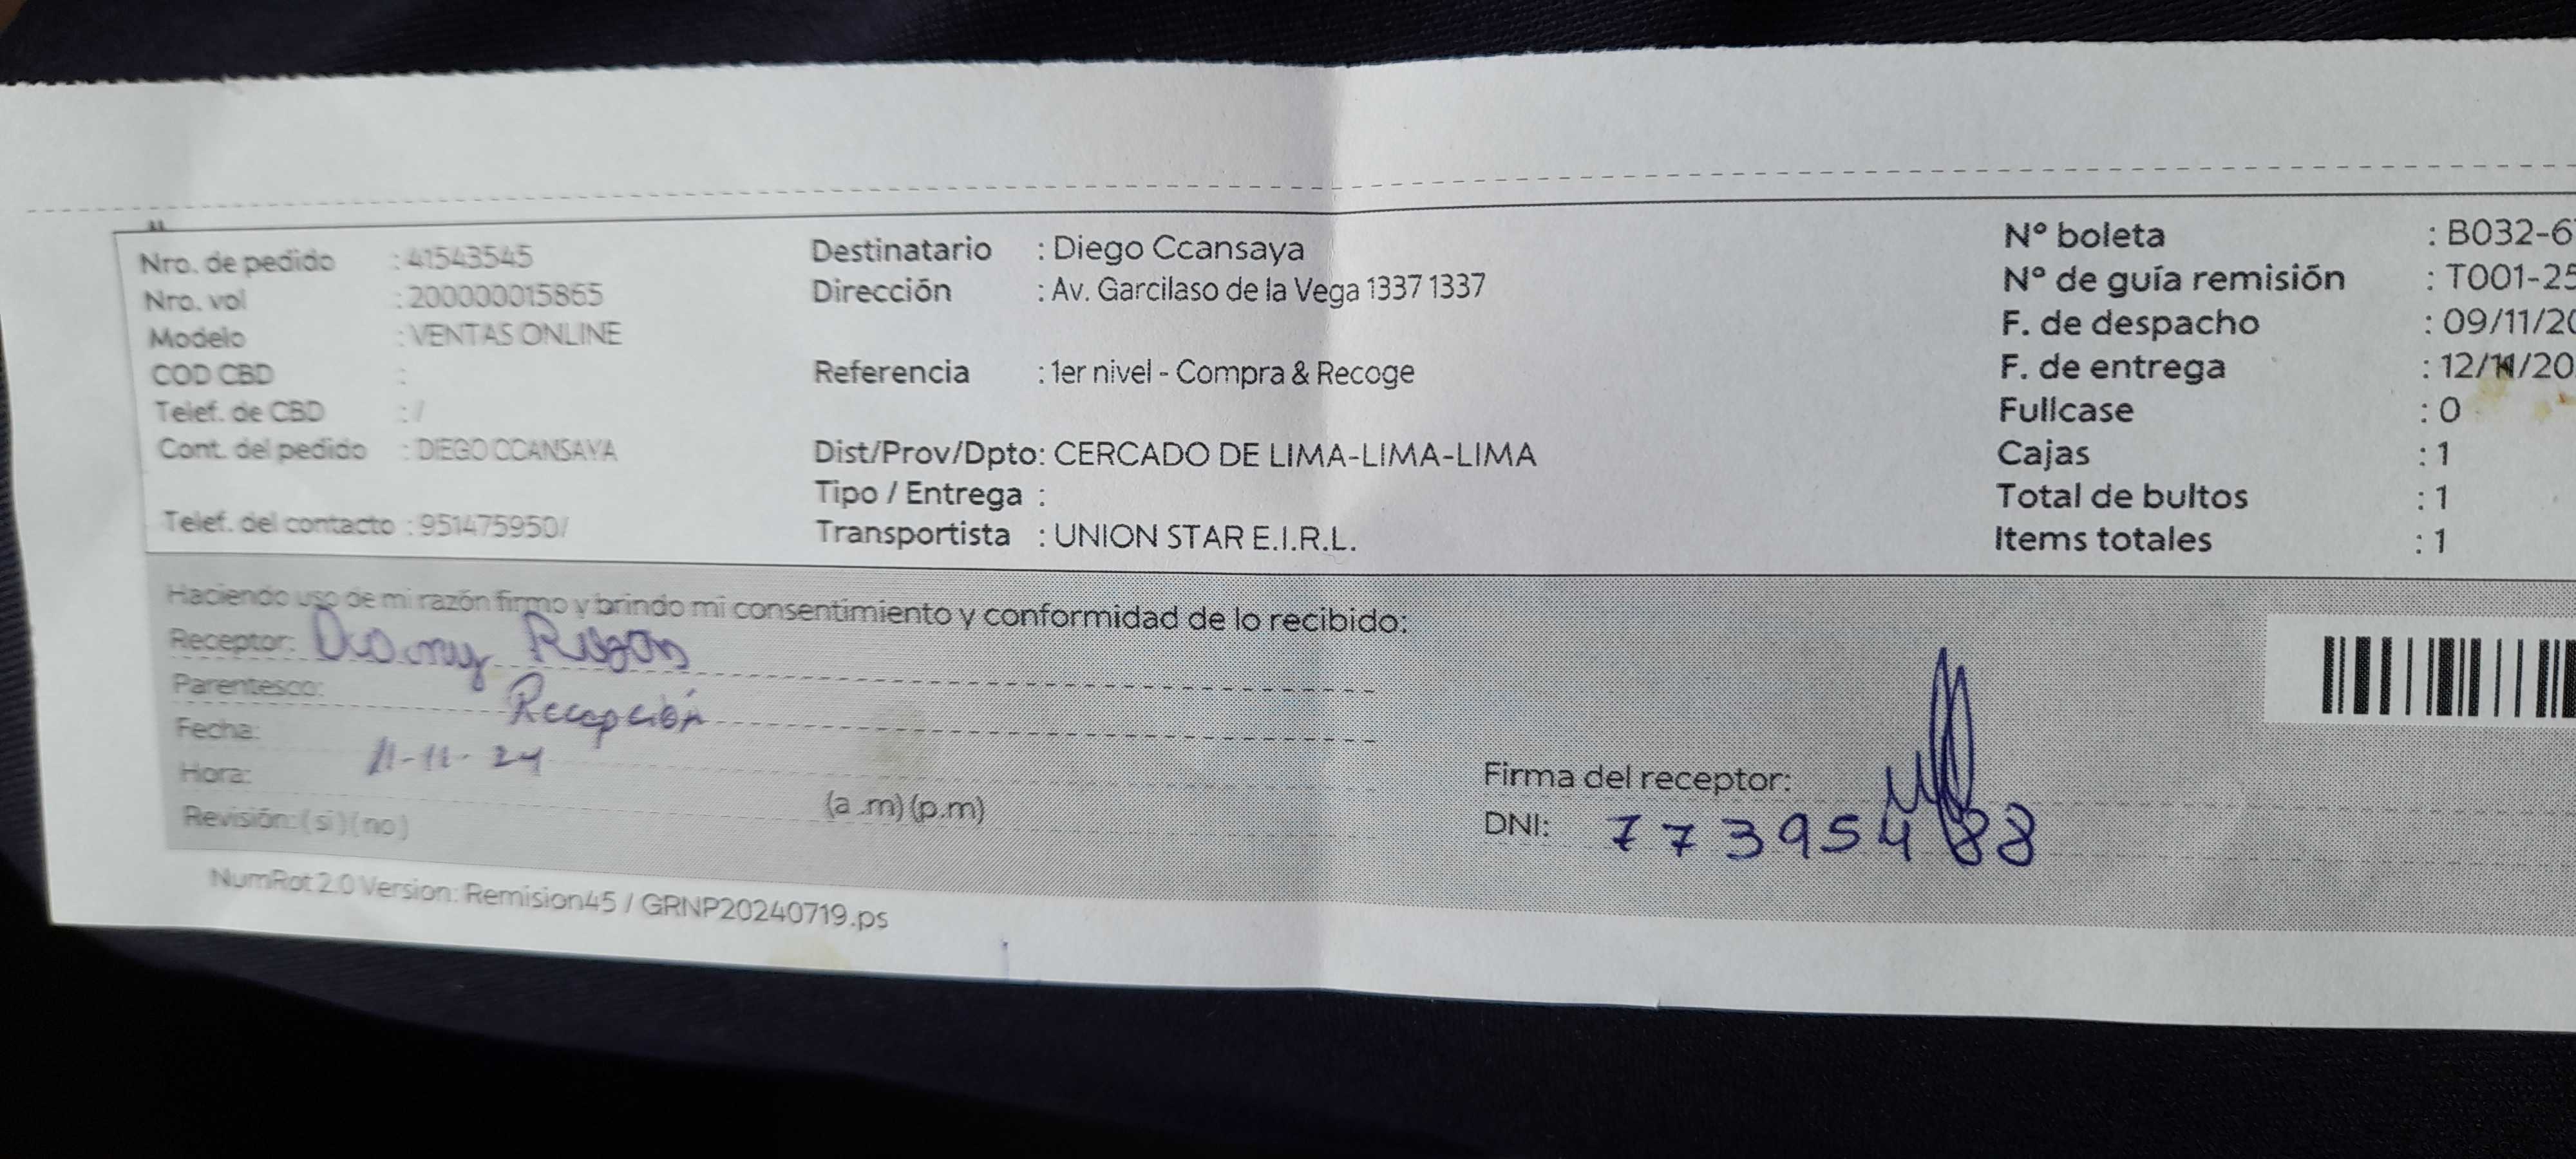 Nro. de pedido : 41543545
Nro. vol : 200000015865
Modelo : VENTAS ONLINE
COD CBD :
Telef. de CBD : /
Cont. del pedido : DIEGO CCANSAYA
Telef. del contacto : 951475950/
Destinatario : Diego Ccansaya
Dirección : Av. Garcilaso de la Vega 1337 1337
Referencia : 1er nivel - Compra & Recoge
Dist/Prov/Dpto: CERCADO DE LIMA-LIMA-LIMA
Tipo / Entrega :
Transportista : UNION STAR E.I.R.L.
Nº boleta : B032-6
Nº de guía remisión : T001-25
F. de despacho : 09/11/20
F. de entrega : 12/11/20
Fullcase : 0
Cajas : 1
Total de bultos : 1
Items totales : 1
Haciendo uso de mi razón firmo y brindo mi consentimiento y conformidad de lo recibido:
Receptor:
Parentesco: Recepción
Fecha: 11-11-24
Hora: (a .m) (p.m)
Revisión: (si) (no)
Firma del receptor:
DNI: 773954 88
NumRot 2.0 Version: Remision45 / GRNP20240719.ps